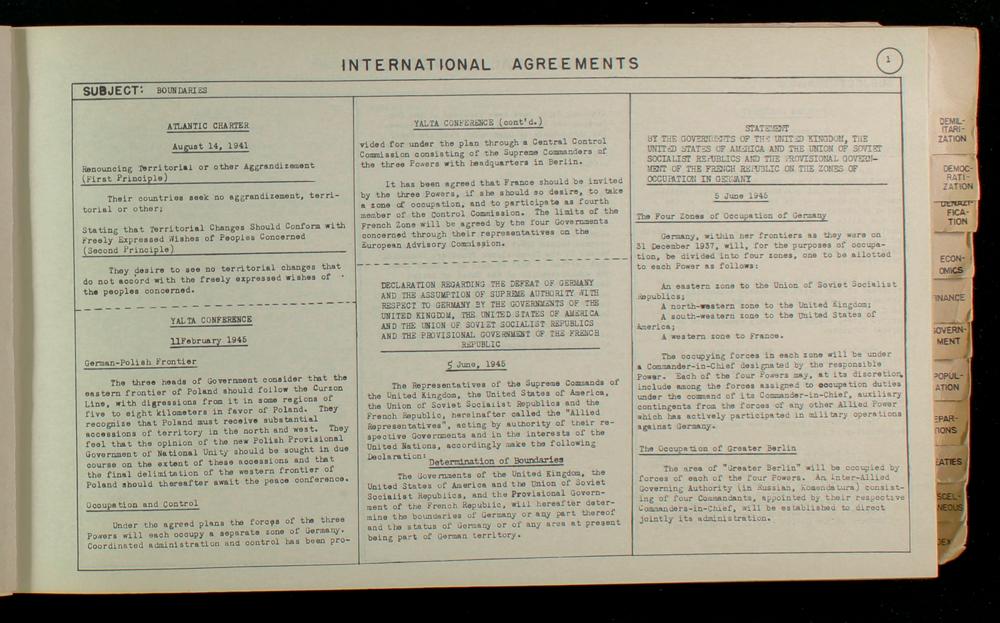 INTERNATIONAL AGREEMENTS
1
SUBJECT: BOUNDARIES
ATLANTIC CHARTER
August 14, 1941
Renouncing Territorial or other Aggrandizement
(First Principle)
Their countries seek no aggrandizement, terri-
torial or other;
Stating that Territorial Changes Should Conform with
Freely Expressed Wishes of Peoples Concerned
(Second Principle)
They desire to see no territorial changes that
do not accord with the freely expressed wishes of
the peoples concerned.
YALTA CONFERENCE
11February 1945
German-Polish Frontier
The three heads of Government consider that the
eastern frontier of Poland should follow the Curzon
Line, with digressions from it in some regions of
five to eight kilometers in favor of Poland. They
recognize that Poland must receive substantial
accessions of territory in the north and west. They
feel that the opinion of the new Polish Provisional
Government of National Unity should be sought in due
course on the extent of these accessions and that
the final delimitation of the western frontier of
Poland should thereafter await the peace conference.
Occupation and Control
Under the agreed plans the forces of the three
Powers will each occupy a separate zone of Germany.
Coordinated administration and control has been pro-
YALTA CONFERENCE (cont'd.)
vided for under the plan through a Central Control
Commission consisting of the Supreme Commanders of
the three Powers with headquarters in Berlin.
It has been agreed that France should be invited
by the three Powers, if she should so desire, to take
a zone of occupation, and to participate as fourth
member of the Control Commission. The limits of the
French Zone will be agreed by the four Governments
concerned through their representatives on the
European Advisory Commission.
DECLARATION REGARDING THE DEFEAT OF GERMANY
AND THE ASSUMPTION OF SUPREME AUTHORITY WITH
RESPECT TO GERMANY BY THE GOVERNMENTS OF THE
UNITED KINGDOM, THE UNITED STATES OF AMERICA
AND THE UNION OF SOVIET SOCIALIST REPUBLICS
AND THE PROVISIONAL GOVERNMENT OF THE FRENCH
REPUBLIC
5 June, 1945
The Representatives of the Supreme Commands of
the United Kingdom, the United States of America,
the Union of Soviet Socialist Republics and the
French Republic, hereinafter called the "Allied
Representatives", acting by authority of their re-
spective Governments and in the interests of the
United Nations, accordingly make the following
Declaration:
Determination of Boundaries
The Governments of the United Kingdom, the
United States of America and the Union of Soviet
Socialist Republics, and the Provisional Govern-
ment of the French Republic, will hereafter deter-
mine the boundaries of Germany or any part thereof
and the status of Germany or of any area at present
being part of German territory.
STATEMENT
BY THE GOVERNMENTS OF THE UNITED KINGDOM, THE
UNITED STATES OF AMERICA AND THE UNION OF SOVIET
SOCIALIST REPUBLICS AND THE PROVISIONAL GOVERN-
MENT OF THE FRENCH REPUBLIC ON THE ZONES OF
OCCUPATION IN GERMANY
5 June 1945
The Four Zones of Occupation of Germany
Germany, within her frontiers as they were on
31 December 1937, will, for the purposes of occupa-
tion, be divided into four zones, one to be allotted
to each Power as follows:
An eastern zone to the Union of Soviet Socialist
Republics;
A north-western zone to the United Kingdom;
A south-western zone to the United States of
America;
A western zone to France.
The occupying forces in each zone will be under
a Commander-in-Chief designated by the responsible
Power. Each of the four Powers may, at its discretion,
include among the forces assigned to occupation duties
under the command of its Commander-in-Chief, auxiliary
contingents from the forces of any other Allied Power
which has actively participated in military operations
against Germany.
The Occupation of Greater Berlin
The area of "Greater Berlin" will be occupied by
forces of each of the four Powers. An Inter-Allied
Governing Authority (in Russian, Komendatura) consist-
ing of four Commandants, appointed by their respective
Commanders-in-Chief, will be established to direct
jointly its administration.
DEMIL-
ITARI-
ZATION
DEMOC-
RATI-
ZATION
DENAZI-
FICA-
TION
ECON-
OMICS
INANCE
OVERN-
MENT
POPUL-
ATION
EPAR-
TIONS
EATIES
SCEL-
NEOUS
DEX